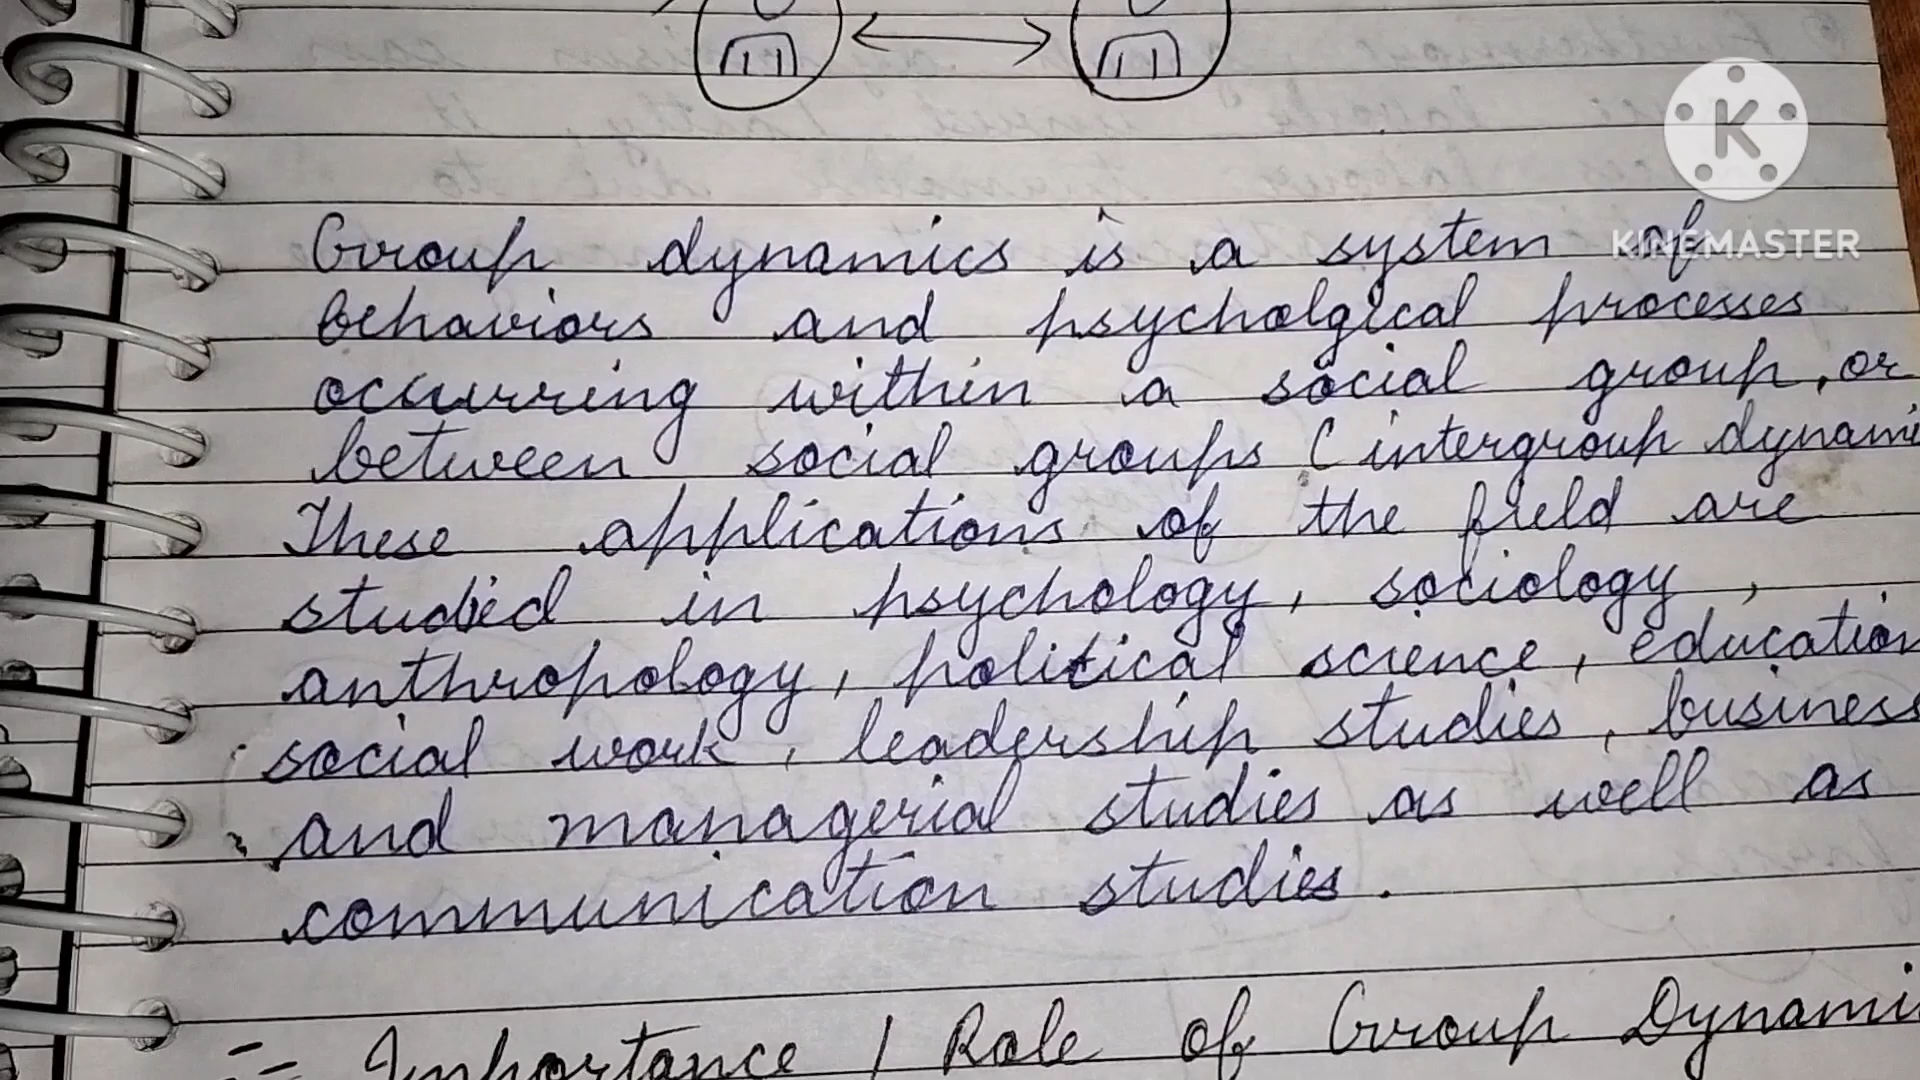 Group dynamics is a system of
behaviors and psycholgical processes
occurring within a social group, or
between social groups (intergroup dynami
These applications of the field are
studied in psychology, sociology,
anthropology, political science, education
social work, leadership studies, business
and managerial studies as well as
communication studies.
:- Importance / Role of Group Dynami
KINEMASTER